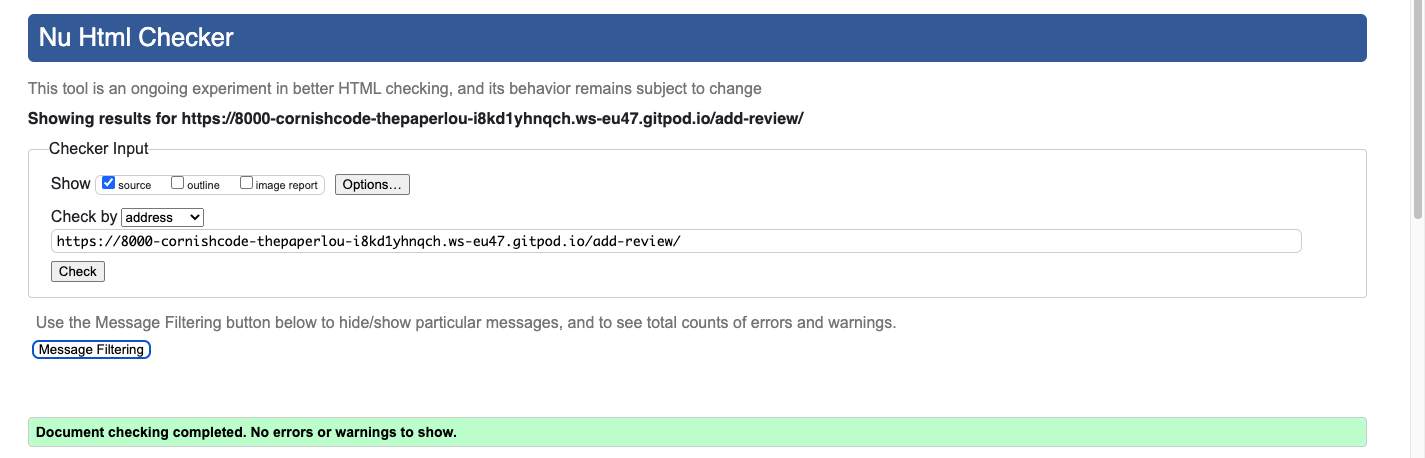 Nu Html Checker
This tool is an ongoing experiment in better HTML checking, and its behavior remains subject to change
Showing results for https://8000-cornishcode-thepaperlou-i8kd1yhnqch.ws-eu47.gitpod.io/add-review/
Checker Input
Show source outline image report Options...
Check by address
https://8000-cornishcode-thepaperlou-i8kd1yhnqch.ws-eu47.gitpod.io/add-review/
Check
Use the Message Filtering button below to hide/show particular messages, and to see total counts of errors and warnings.
Message Filtering
Document checking completed. No errors or warnings to show.